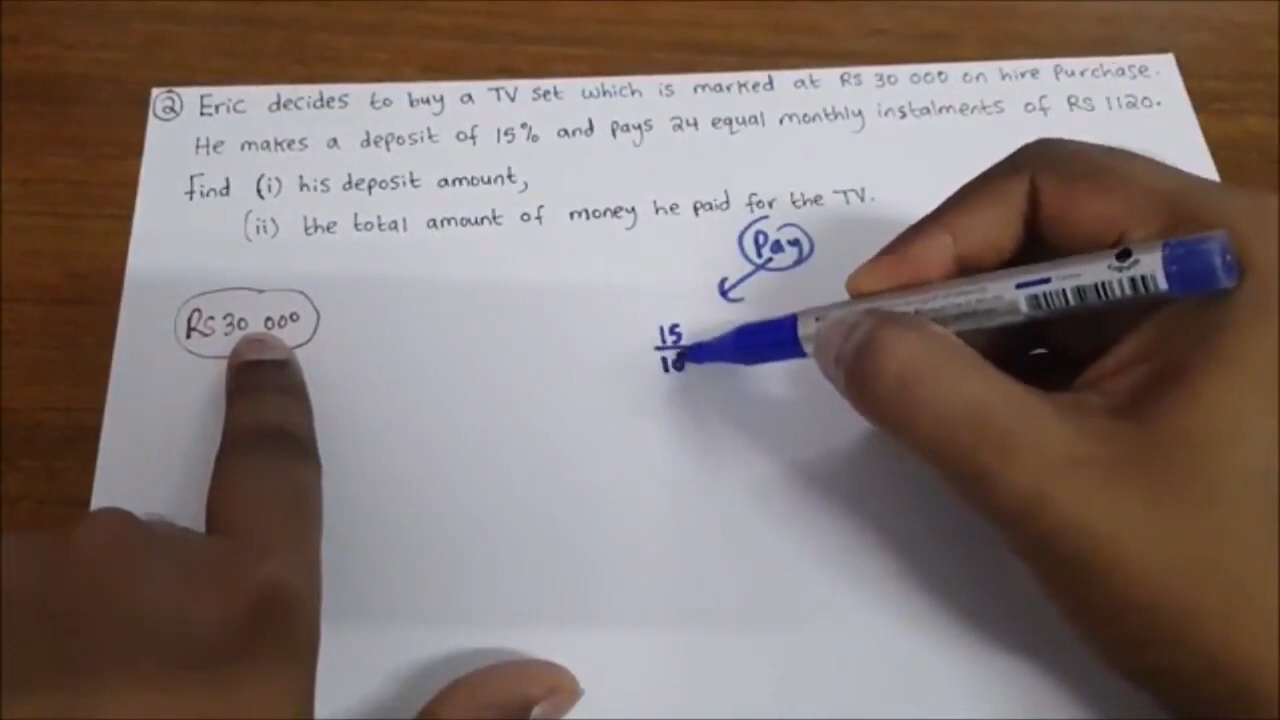 ② Eric decides to buy a TV set which is marked at RS 30 000 on hire purchase.
He makes a deposit of 15% and pays 24 equal monthly instalments of RS 1120.
Find (i) his deposit amount,
(ii) the total amount of money he paid for the TV.
Pay
RS 30 000
15
10